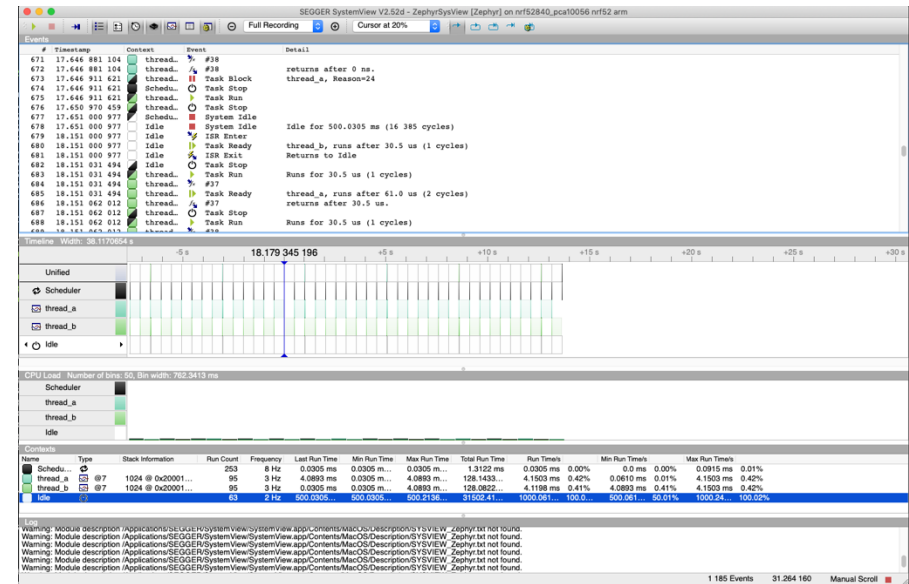 SEGGER SystemView V2.52d - ZephyrSysView [Zephyr] on nrf52840_pca10056 nrf52 arm
Full Recording Cursor at 20%
Events
# Timestamp Context Event Detail
671 17.646 881 104 thread… #38
672 17.646 881 104 thread… #38 returns after 0 ns.
673 17.646 911 621 thread… Task Block thread_a, Reason=24
674 17.646 911 621 Schedu… Task Stop
675 17.646 911 621 thread… Task Run
676 17.650 970 459 thread… Task Stop
677 17.651 000 977 Schedu… System Idle
678 17.651 000 977 Idle System Idle Idle for 500.0305 ms (16 385 cycles)
679 18.151 000 977 Idle ISR Enter
680 18.151 000 977 Idle Task Ready thread_b, runs after 30.5 us (1 cycles)
681 18.151 000 977 Idle ISR Exit Returns to Idle
682 18.151 031 494 Idle Task Stop
683 18.151 031 494 thread… Task Run Runs for 30.5 us (1 cycles)
684 18.151 031 494 thread… #37
685 18.151 031 494 thread… Task Ready thread_a, runs after 61.0 us (2 cycles)
686 18.151 062 012 thread… #37 returns after 30.5 us.
687 18.151 062 012 thread… Task Stop
688 18.151 062 012 thread… Task Run Runs for 30.5 us (1 cycles)
Timeline Width: 38.1170654 s
-5 s 18.179 345 196 +5 s +10 s +15 s +20 s +25 s +30 s
Unified
Scheduler
thread_a
thread_b
Idle
CPU Load Number of bins: 50, Bin width: 762.3413 ms
Scheduler
thread_a
thread_b
Idle
Contexts
Name Type Stack Information Run Count Frequency Last Run Time Min Run Time Max Run Time Total Run Time Run Time/s Min Run Time/s Max Run Time/s
Schedu… 253 8 Hz 0.0305 ms 0.0305 m… 0.0305 m… 1.3122 ms 0.0305 ms 0.00% 0.0 ms 0.00% 0.0915 ms 0.01%
thread_a @7 1024 @ 0x20001… 95 3 Hz 4.0893 ms 0.0305 m… 4.0893 m… 128.1433… 4.1503 ms 0.42% 0.0610 ms 0.01% 4.1503 ms 0.42%
thread_b @7 1024 @ 0x20001… 95 3 Hz 0.0305 ms 0.0305 m… 4.0893 m… 128.0822… 4.1198 ms 0.41% 4.0893 ms 0.41% 4.1503 ms 0.42%
Idle 63 2 Hz 500.0305… 500.0305… 500.2136… 31502.41… 1000.061… 100.0… 500.061… 50.01% 1000.24… 100.02%
Log
Warning: Module description /Applications/SEGGER/SystemView/SystemView.app/Contents/MacOS/Description/SYSVIEW_Zephyr.txt not found.
Warning: Module description /Applications/SEGGER/SystemView/SystemView.app/Contents/MacOS/Description/SYSVIEW_Zephyr.txt not found.
Warning: Module description /Applications/SEGGER/SystemView/SystemView.app/Contents/MacOS/Description/SYSVIEW_Zephyr.txt not found.
Warning: Module description /Applications/SEGGER/SystemView/SystemView.app/Contents/MacOS/Description/SYSVIEW_Zephyr.txt not found.
Warning: Module description /Applications/SEGGER/SystemView/SystemView.app/Contents/MacOS/Description/SYSVIEW_Zephyr.txt not found.
1 185 Events 31.264 160 Manual Scroll